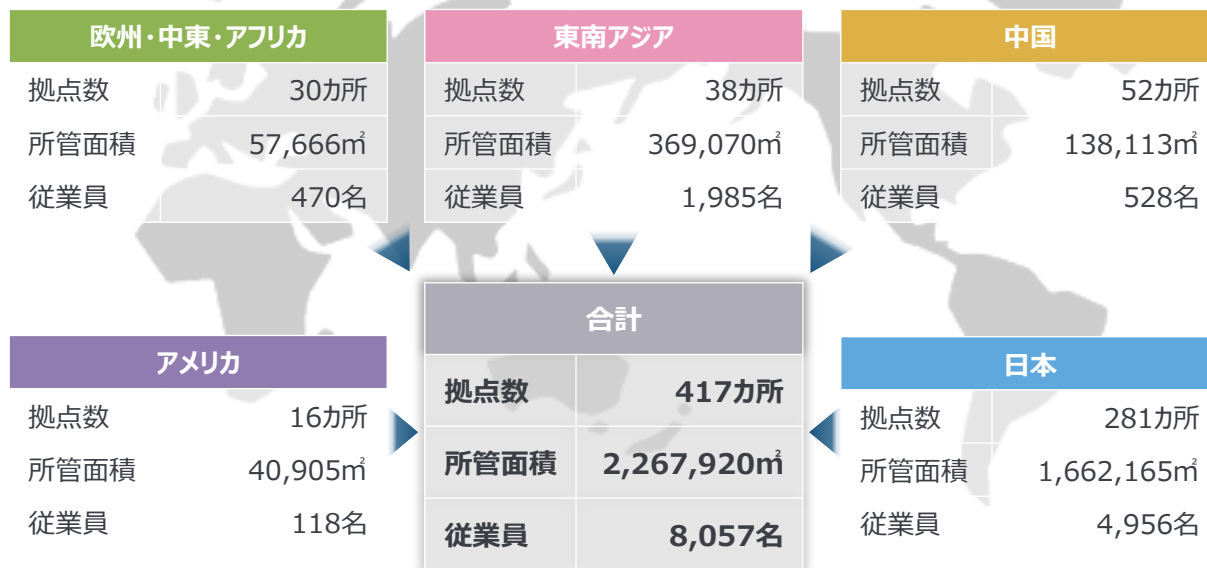 欧州・中東・アフリカ
拠点数 30カ所
所管面積 57,666㎡
従業員 470名
東南アジア
拠点数 38カ所
所管面積 369,070㎡
従業員 1,985名
中国
拠点数 52カ所
所管面積 138,113㎡
従業員 528名
アメリカ
拠点数 16カ所
所管面積 40,905㎡
従業員 118名
合計
拠点数 417カ所
所管面積 2,267,920㎡
従業員 8,057名
日本
拠点数 281カ所
所管面積 1,662,165㎡
従業員 4,956名